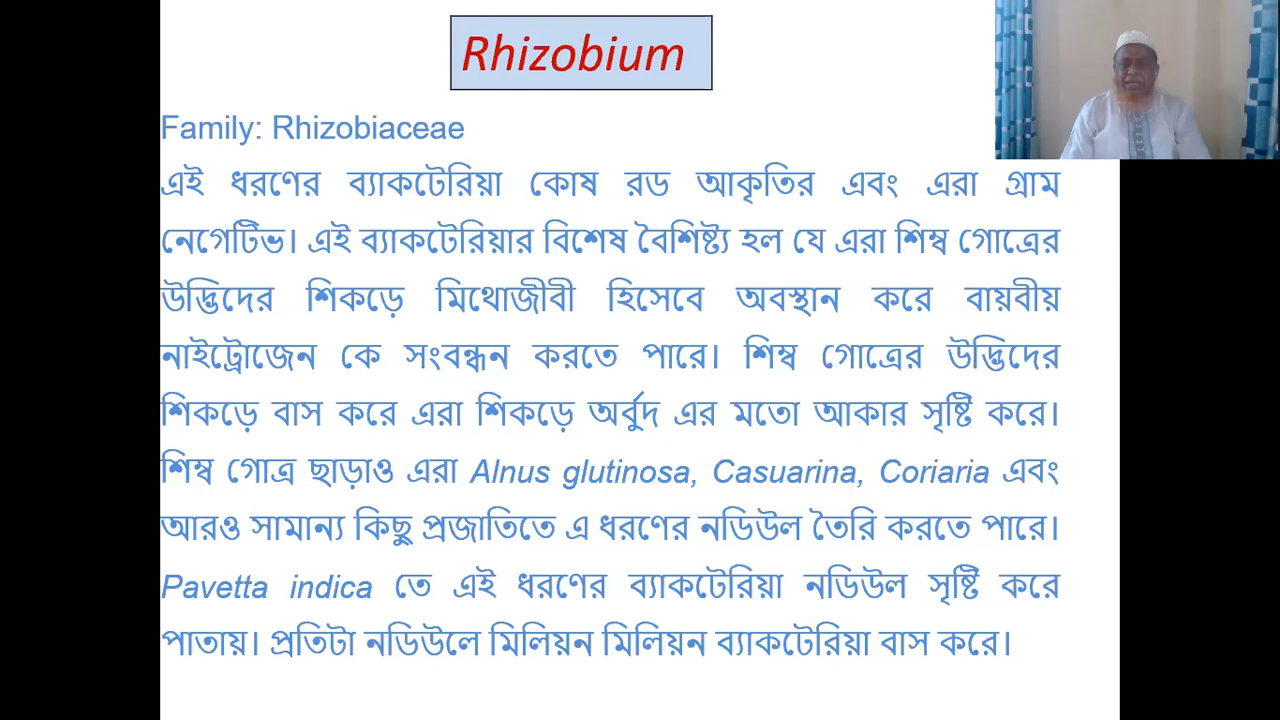 Rhizobium
Family: Rhizobiaceae
এই ধরণের ব্যাকটেরিয়া কোষ রড আকৃতির এবং এরা গ্রাম
নেগেটিভ। এই ব্যাকটেরিয়ার বিশেষ বৈশিষ্ট্য হল যে এরা শিম্ব গোত্রের
উদ্ভিদের শিকড়ে মিথোজীবী হিসেবে অবস্থান করে বায়বীয়
নাইট্রোজেন কে সংবন্ধন করতে পারে। শিম্ব গোত্রের উদ্ভিদের
শিকড়ে বাস করে এরা শিকড়ে অর্বুদ এর মতো আকার সৃষ্টি করে।
শিম্ব গোত্র ছাড়াও এরা Alnus glutinosa, Casuarina, Coriaria এবং
আরও সামান্য কিছু প্রজাতিতে এ ধরণের নডিউল তৈরি করতে পারে।
Pavetta indica তে এই ধরণের ব্যাকটেরিয়া নডিউল সৃষ্টি করে
পাতায়। প্রতিটা নডিউলে মিলিয়ন মিলিয়ন ব্যাকটেরিয়া বাস করে।